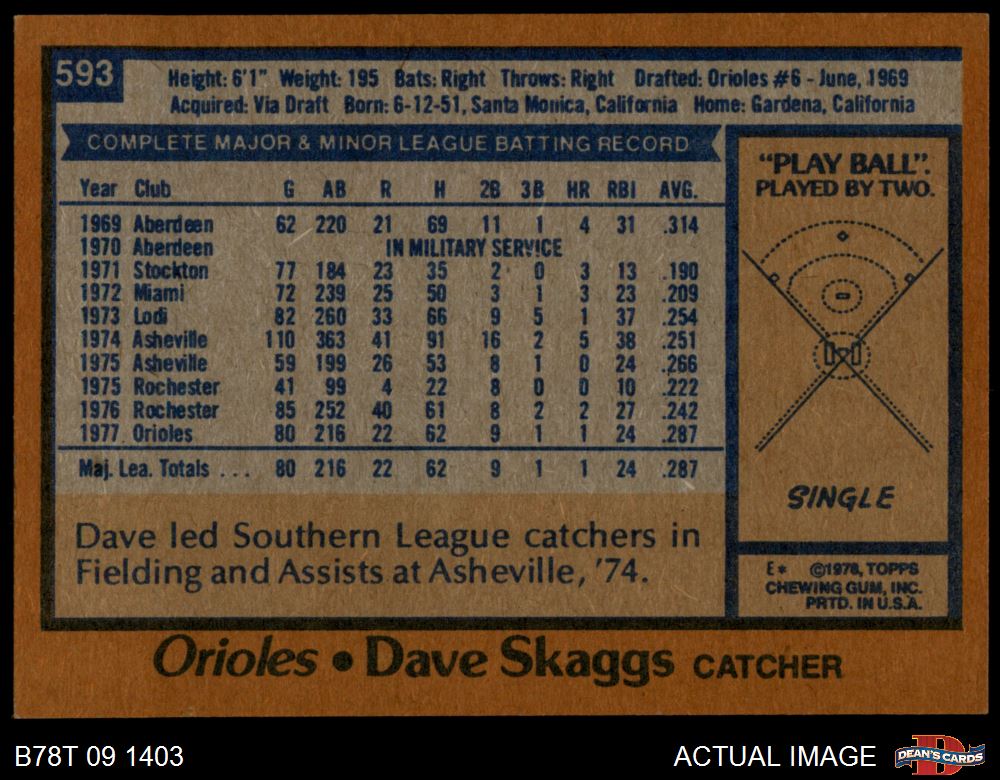 593
Height: 6'1" Weight: 195 Bats: Right Throws: Right Drafted: Orioles #6 - June, 1969
Acquired: Via Draft Born: 6-12-51, Santa Monica, California Home: Gardena, California
COMPLETE MAJOR & MINOR LEAGUE BATTING RECORD
Year Club G AB R H 2B 3B HR RBI AVG.
1969 Aberdeen 62 220 21 69 11 1 4 31 .314
1970 Aberdeen IN MILITARY SERVICE
1971 Stockton 77 184 23 35 2 0 3 13 .190
1972 Miami 72 239 25 50 3 1 3 23 .209
1973 Lodi 82 260 33 66 9 5 1 37 .254
1974 Asheville 110 363 41 91 16 2 5 38 .251
1975 Asheville 59 199 26 53 8 1 0 24 .266
1975 Rochester 41 99 4 22 8 0 0 10 .222
1976 Rochester 85 252 40 61 8 2 2 27 .242
1977 Orioles 80 216 22 62 9 1 1 24 .287
Maj. Lea. Totals ... 80 216 22 62 9 1 1 24 .287
Dave led Southern League catchers in
Fielding and Assists at Asheville, '74.
"PLAY BALL".
PLAYED BY TWO.
SINGLE
E* ©1978, TOPPS
CHEWING GUM, INC.
PRTD. IN U.S.A.
Orioles • Dave Skaggs CATCHER
B78T 09 1403
ACTUAL IMAGE
D
DEAN'S CARDS